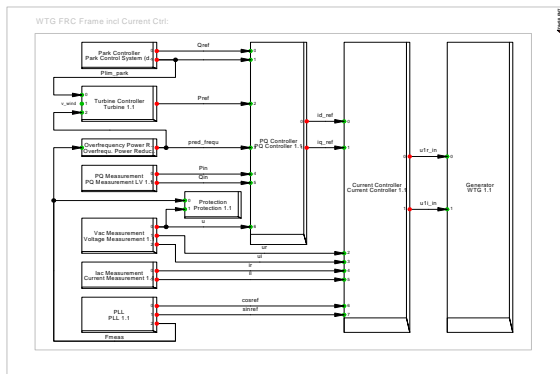 WTG FRC Frame incl Current Ctrl:
Park Controller
Park Control System (d..
Qref
Plim_park
v_wind
Turbine Controller
Turbine 1.1
Pref
Overfrequency Power R..
Overfrequ. Power Reduc..
pred_frequ
PQ Measurement
PQ Measurement LV 1.1
Pin
Qin
Protection
Protection 1.1
Vac Measurement
Voltage Measurement 1..
u
ur
ui
Iac Measurement
Current Measurement 1..
ir
ii
PLL
PLL 1.1
cosref
sinref
Fmeas
PQ Controller
PQ Controller 1.1
id_ref
iq_ref
Current Controller
Current Controller 1.1
u1r_in
u1i_in
Generator
WTG 1.1